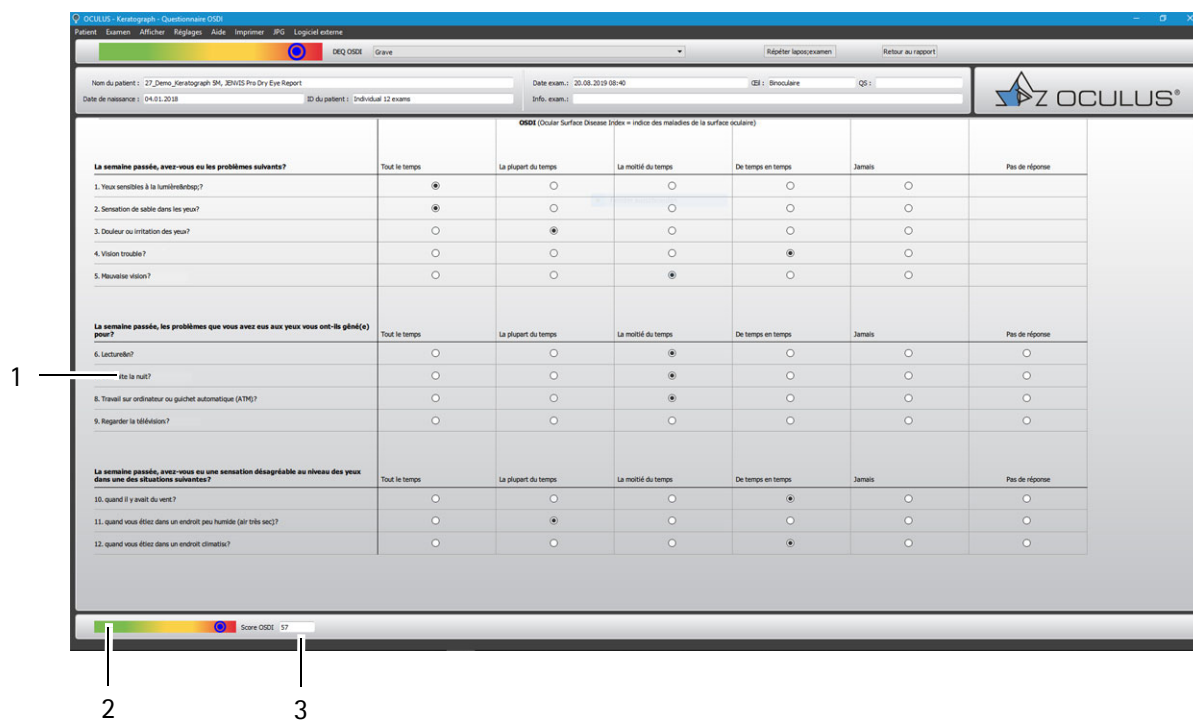 OCULUS - Keratograph - Questionnaire OSDI
Patient Examen Afficher Réglages Aide Imprimer JPG Logiciel externe
DEQ OSDI Grave Répéter lapos;examen Retour au rapport
Nom du patient : 27_Demo_Keratograph 5M, JENVIS Pro Dry Eye Report Date exam.: 20.08.2019 08:40 Œil : Binoculaire QS :
Date de naissance : 04.01.2018 ID du patient : Individual 12 exams Info. exam.:
OCULUS®
OSDI (Ocular Surface Disease Index = indice des maladies de la surface oculaire)
La semaine passée, avez-vous eu les problèmes suivants? Tout le temps La plupart du temps La moitié du temps De temps en temps Jamais Pas de réponse
1. Yeux sensibles à la lumière&nbsp;?
2. Sensation de sable dans les yeux?
3. Douleur ou irritation des yeux?
4. Vision trouble?
5. Mauvaise vision?
La semaine passée, les problèmes que vous avez eus aux yeux vous ont-ils gêné(e)
pour? Tout le temps La plupart du temps La moitié du temps De temps en temps Jamais Pas de réponse
6. Lecture&n?
1 ite la nuit?
8. Travail sur ordinateur ou guichet automatique (ATM)?
9. Regarder la télévision?
La semaine passée, avez-vous eu une sensation désagréable au niveau des yeux
dans une des situations suivantes? Tout le temps La plupart du temps La moitié du temps De temps en temps Jamais Pas de réponse
10. quand il y avait du vent?
11. quand vous étiez dans un endroit peu humide (air très sec)?
12. quand vous étiez dans un endroit climatisé?
Score OSDI 57
2 3